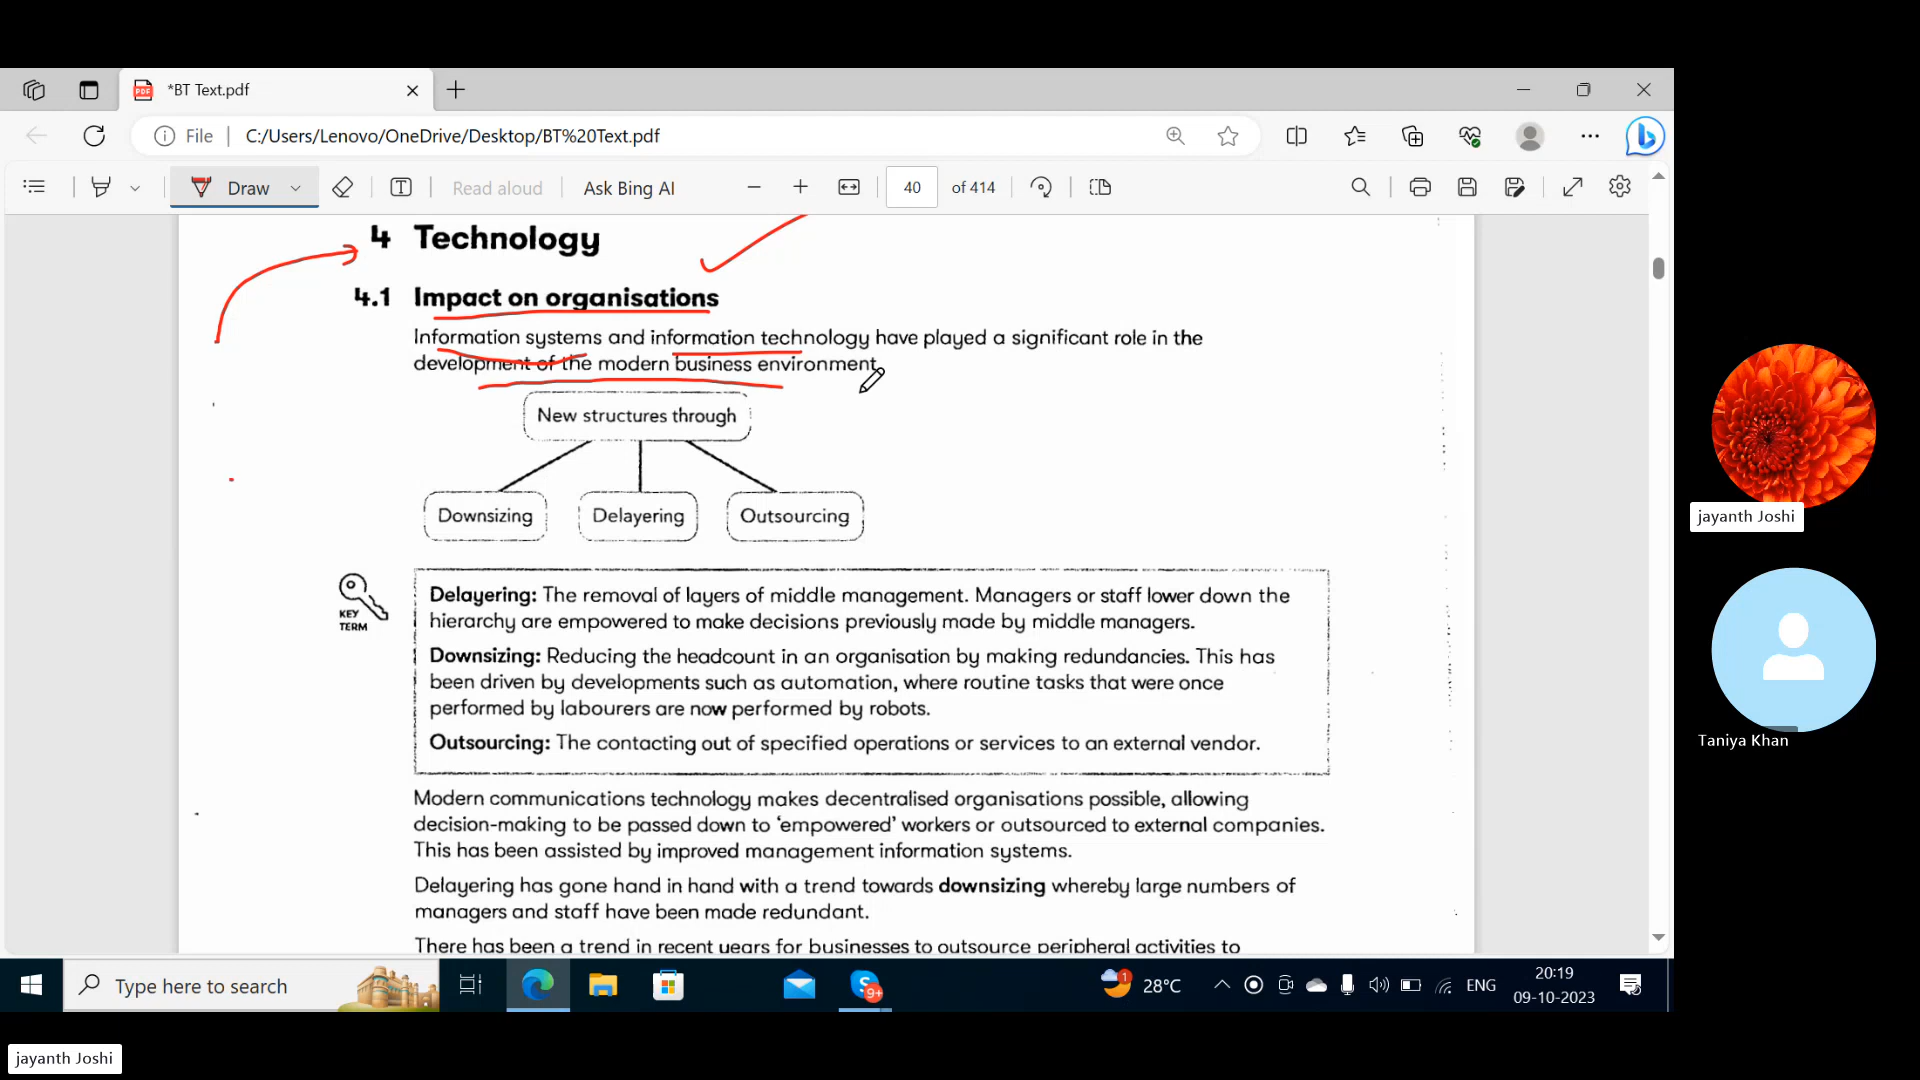 *BT Text.pdf
File
C:/Users/Lenovo/OneDrive/Desktop/BT%20Text.pdf
Draw
Read aloud
Ask Bing AI
40
of 414
4 Technology
4.1 Impact on organisations
Information systems and information technology have played a significant role in the
development of the modern business environment.
New structures through
Downsizing
Delayering
Outsourcing
KEY
TERM
Delayering: The removal of layers of middle management. Managers or staff lower down the
hierarchy are empowered to make decisions previously made by middle managers.
Downsizing: Reducing the headcount in an organisation by making redundancies. This has
been driven by developments such as automation, where routine tasks that were once
performed by labourers are now performed by robots.
Outsourcing: The contacting out of specified operations or services to an external vendor.
Modern communications technology makes decentralised organisations possible, allowing
decision-making to be passed down to 'empowered' workers or outsourced to external companies.
This has been assisted by improved management information systems.
Delayering has gone hand in hand with a trend towards downsizing whereby large numbers of
managers and staff have been made redundant.
There has been a trend in recent years for businesses to outsource peripheral activities to
Type here to search
S
9+
1
28°C
ENG
20:19
09-10-2023
PDF
b
jayanth Joshi
Taniya Khan
jayanth Joshi